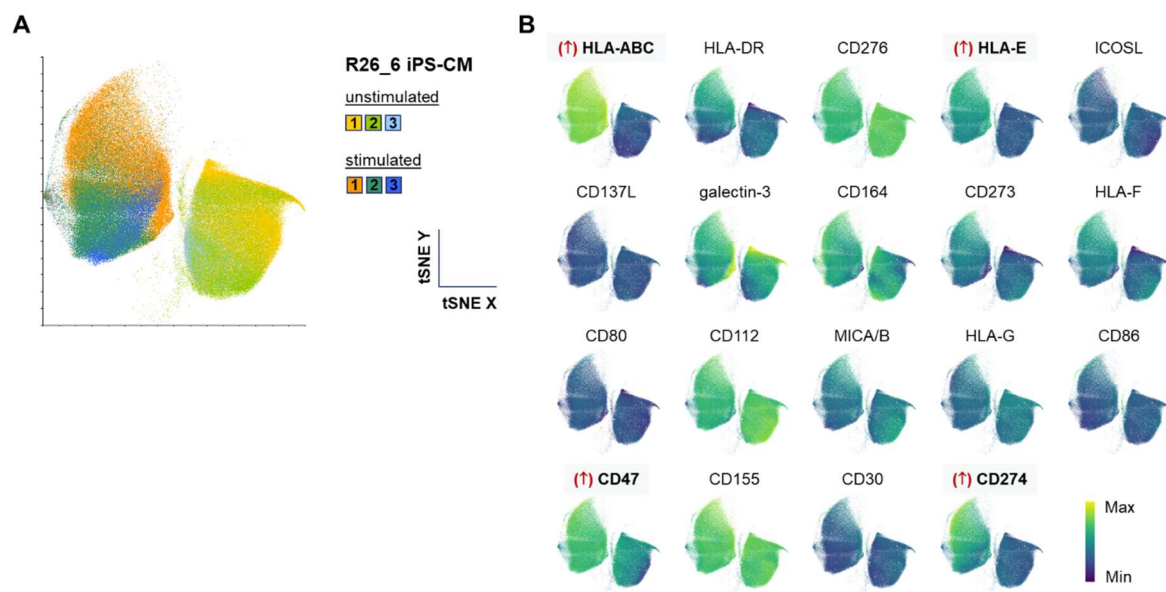 A
R26_6 iPS-CM
unstimulated
1 2 3
stimulated
1 2 3
tSNE Y
tSNE X
B
(↑) HLA-ABC
HLA-DR
CD276
(↑) HLA-E
ICOSL
CD137L
galectin-3
CD164
CD273
HLA-F
CD80
CD112
MICA/B
HLA-G
CD86
(↑) CD47
CD155
CD30
(↑) CD274
Max
Min